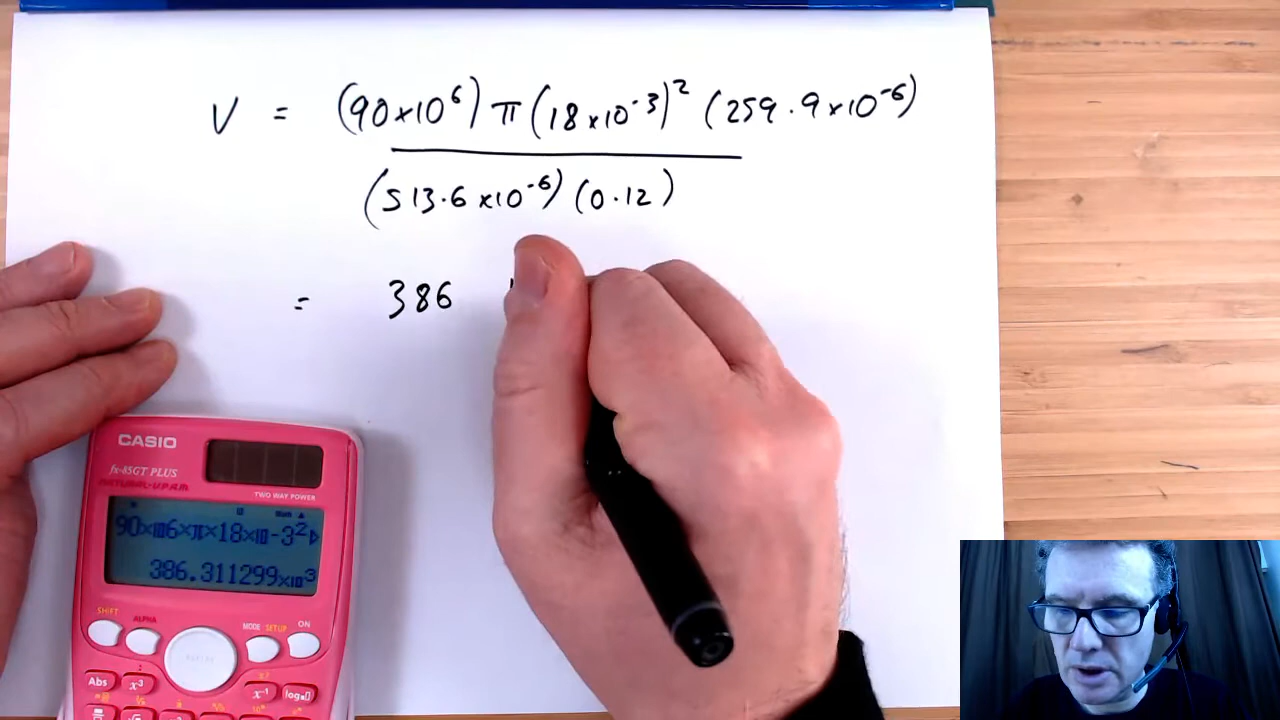 V = (90×10⁶) π (18×10⁻³)² (259.9×10⁻⁶)
(513.6×10⁻⁶) (0.12)
= 386
CASIO
fx-85GT PLUS
NATURAL-V.P.A.M.
TWO WAY POWER
90×10⁶×π×18×10⁻³²
386.311299×10³
SHIFT
ALPHA
MODE SETUP
ON
Abs
x³
x⁻¹
log